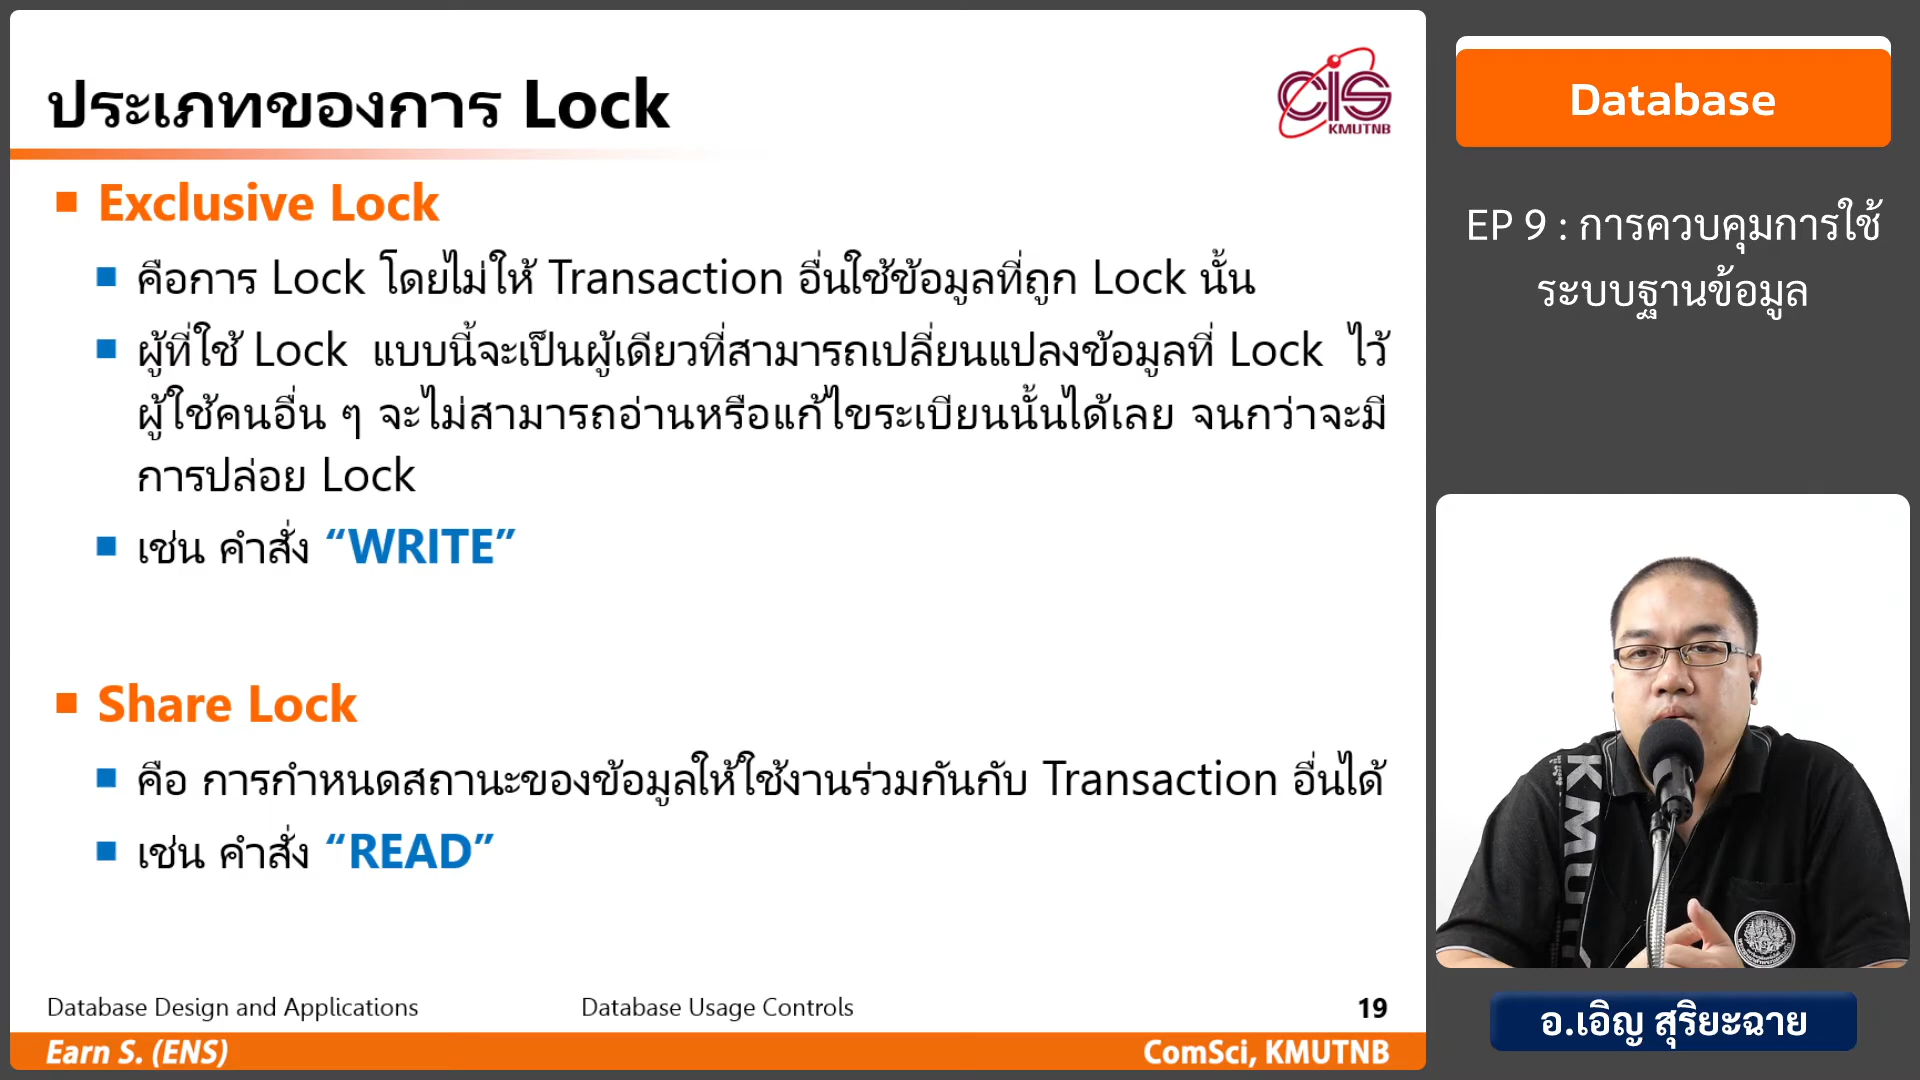 ประเภทของการ Lock
CIS
KMUTNB
Exclusive Lock
คือการ Lock โดยไม่ให้ Transaction อื่นใช้ข้อมูลที่ถูก Lock นั้น
ผู้ที่ใช้ Lock แบบนี้จะเป็นผู้เดียวที่สามารถเปลี่ยนแปลงข้อมูลที่ Lock ไว้
ผู้ใช้คนอื่น ๆ จะไม่สามารถอ่านหรือแก้ไขระเบียนนั้นได้เลย จนกว่าจะมี
การปล่อย Lock
เช่น คำสั่ง “WRITE”
Share Lock
คือ การกำหนดสถานะของข้อมูลให้ใช้งานร่วมกันกับ Transaction อื่นได้
เช่น คำสั่ง “READ”
Database Design and Applications
Database Usage Controls
19
Earn S. (ENS)
ComSci, KMUTNB
Database
EP 9 : การควบคุมการใช้
ระบบฐานข้อมูล
KMUTN
อ.เอิญ สุริยะฉาย